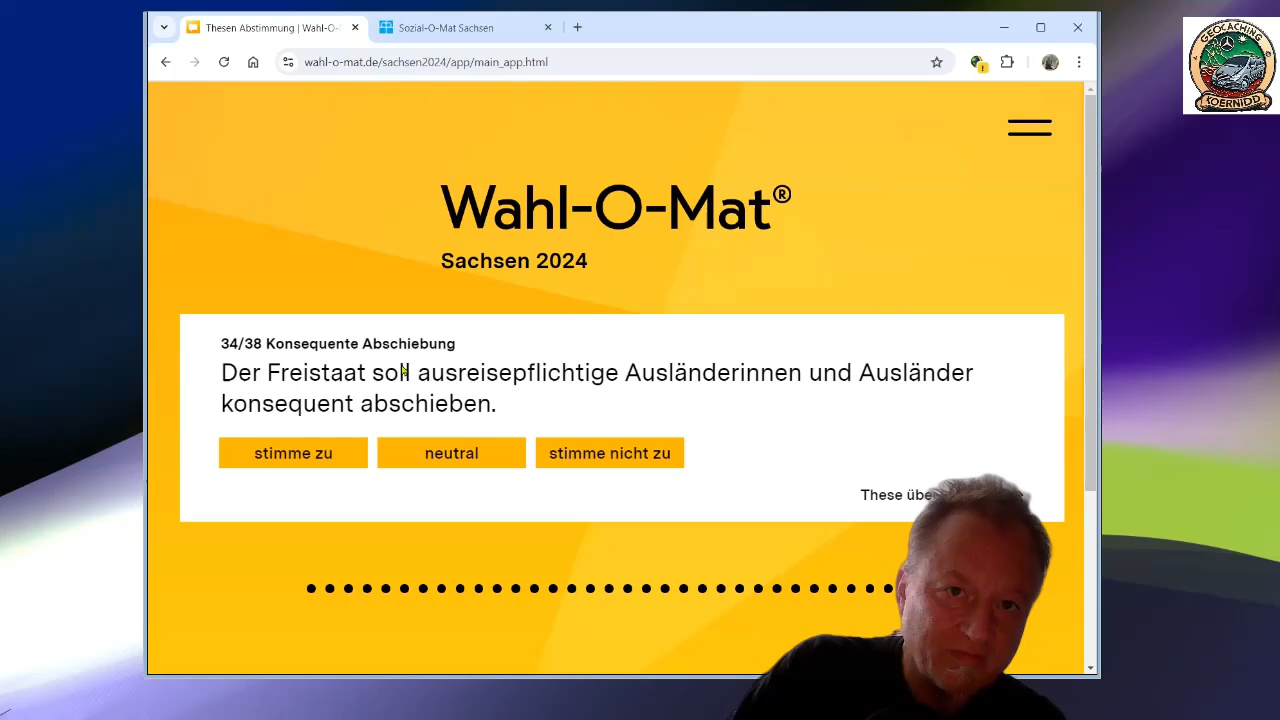 Thesen Abstimmung | Wahl-O-
Sozial-O-Mat Sachsen
wahl-o-mat.de/sachsen2024/app/main_app.html
GEOCACHING
KOERNIDD
Wahl-O-Mat®
Sachsen 2024
34/38 Konsequente Abschiebung
Der Freistaat soll ausreisepflichtige Ausländerinnen und Ausländer
konsequent abschieben.
stimme zu
neutral
stimme nicht zu
These